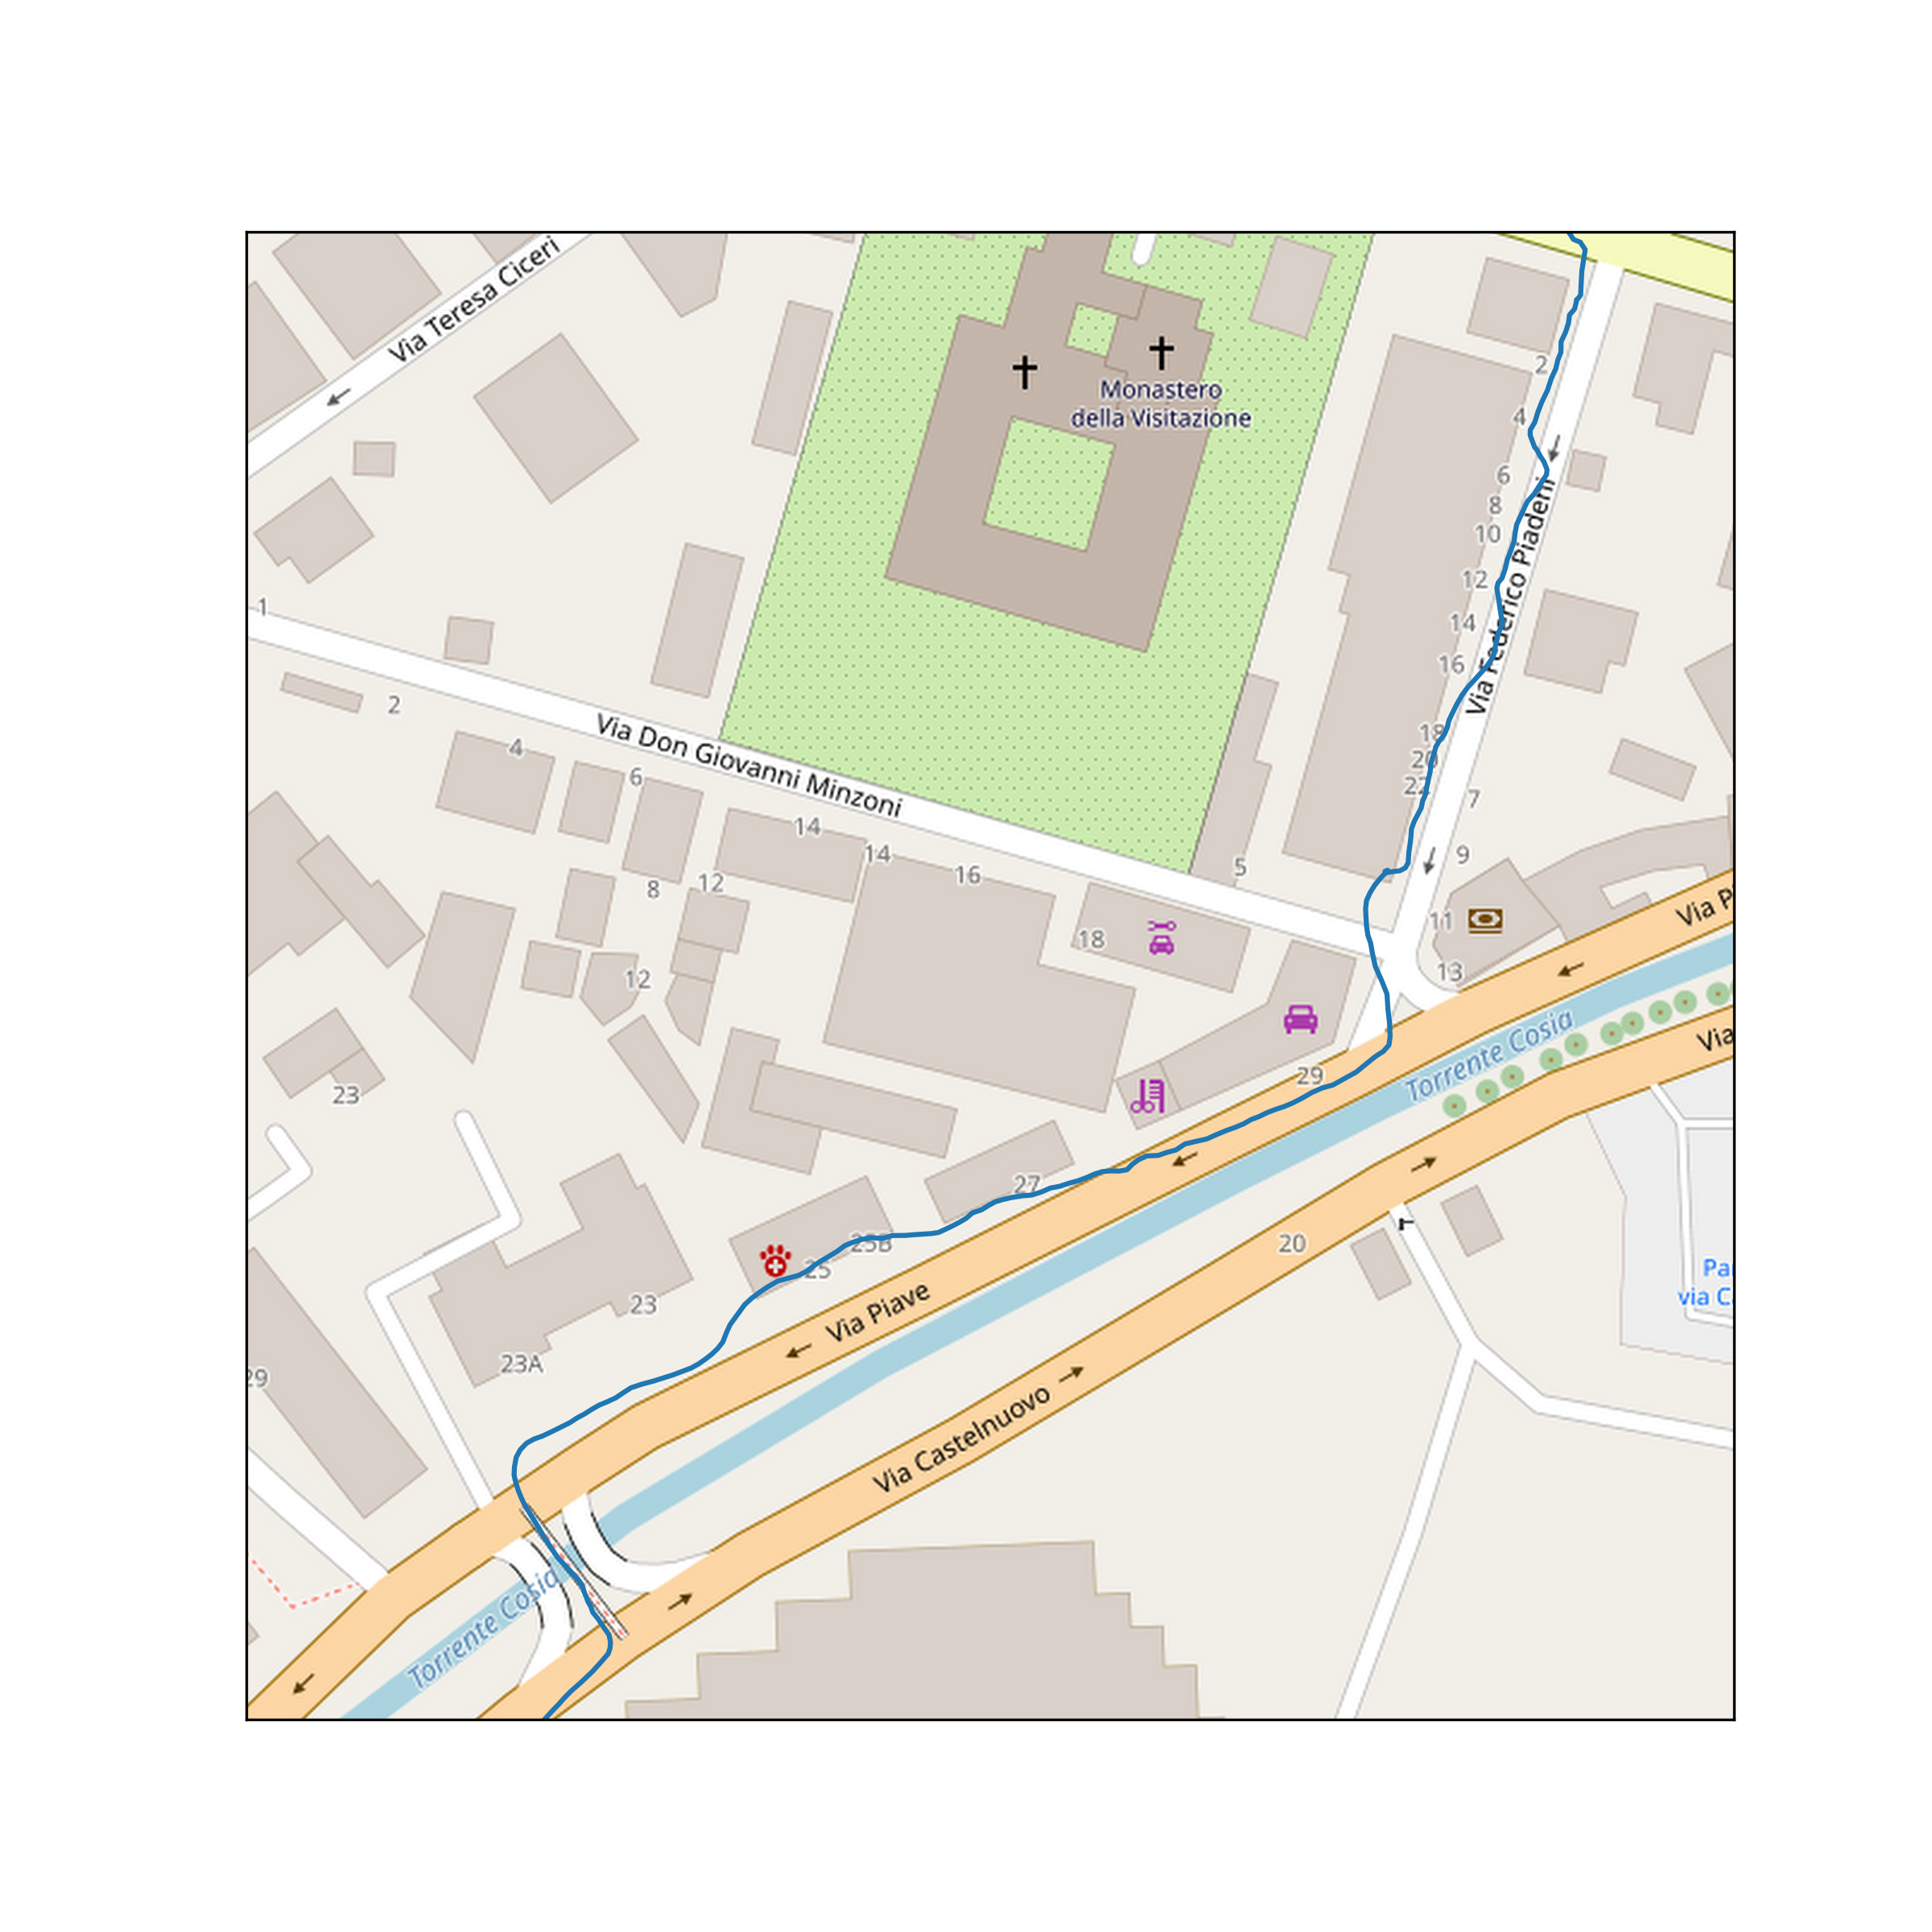 Via Teresa Ciceri
Monastero
della Visitazione
2
4
6
8
10
12
14
16
18
20
22
Via Federico Piadeni
7
9
11
13
1
2
Via Don Giovanni Minzoni
4
6
8
12
14
14
16
18
5
12
23
29
27
25B
25
23
23A
29
20
Via P
Via
Torrente Cosia
Via Piave
Via Castelnuovo
Torrente Cosia
Pa
via C